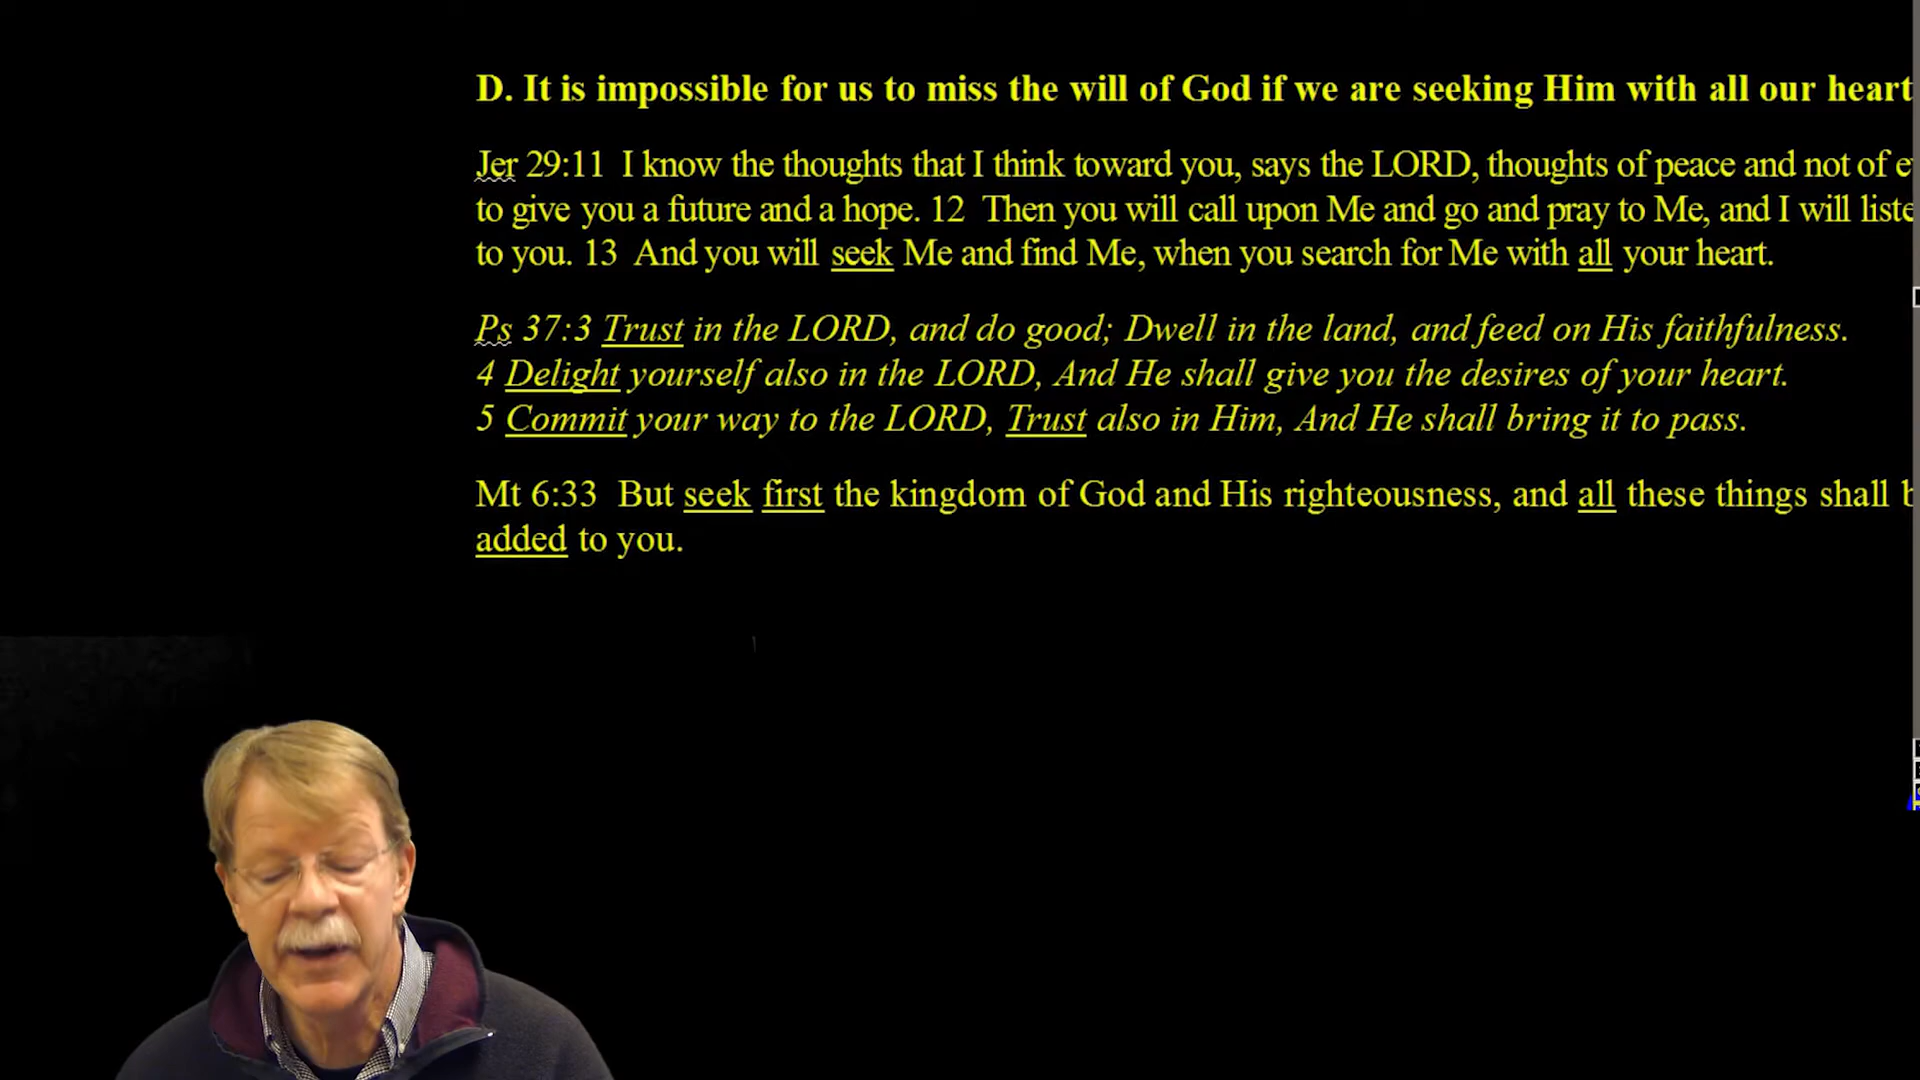 D. It is impossible for us to miss the will of God if we are seeking Him with all our heart
Jer 29:11 I know the thoughts that I think toward you, says the LORD, thoughts of peace and not of
to give you a future and a hope. 12 Then you will call upon Me and go and pray to Me, and I will
to you. 13 And you will seek Me and find Me, when you search for Me with all your heart.
Ps 37:3 Trust in the LORD, and do good; Dwell in the land, and feed on His faithfulness.
4 Delight yourself also in the LORD, And He shall give you the desires of your heart.
5 Commit your way to the LORD, Trust also in Him, And He shall bring it to pass.
Mt 6:33 But seek first the kingdom of God and His righteousness, and all these things shall
added to you.